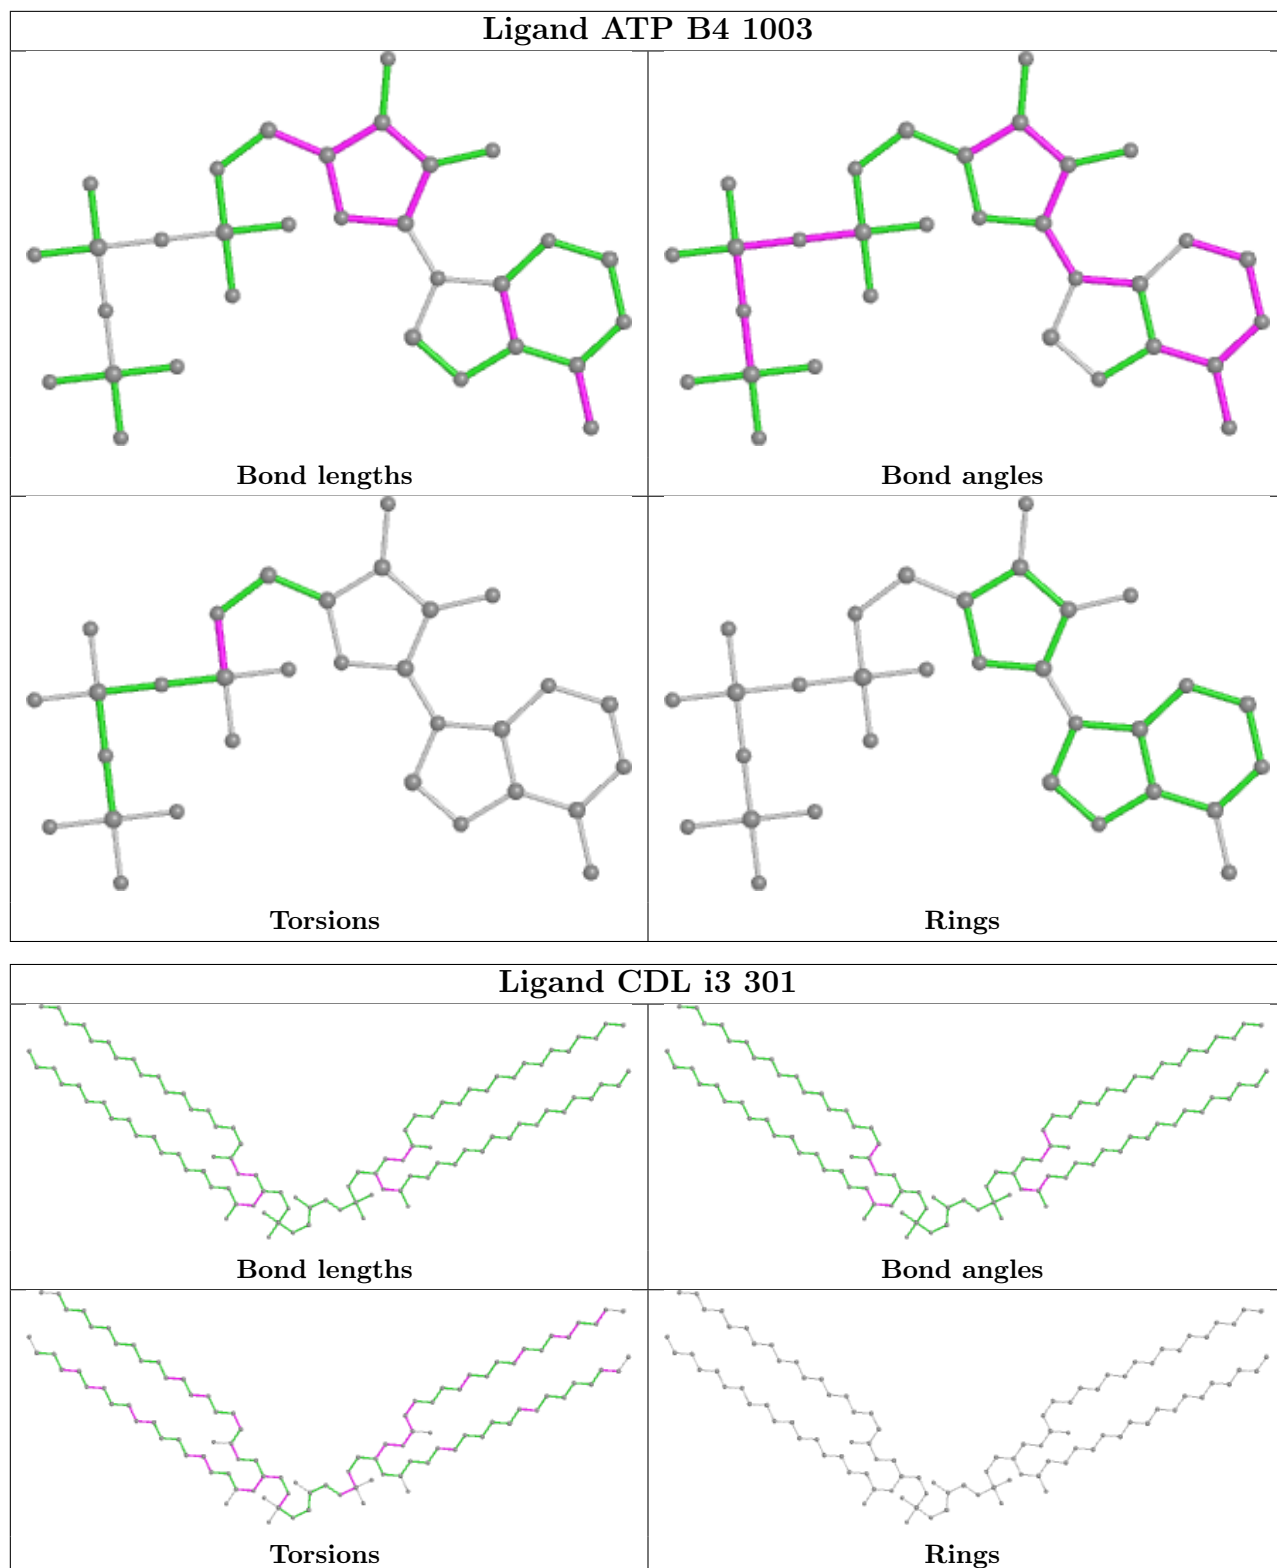 Ligand ATP B4 1003
Bond lengths
Bond angles
Torsions
Rings
Ligand CDL i3 301
Bond lengths
Bond angles
Torsions
Rings